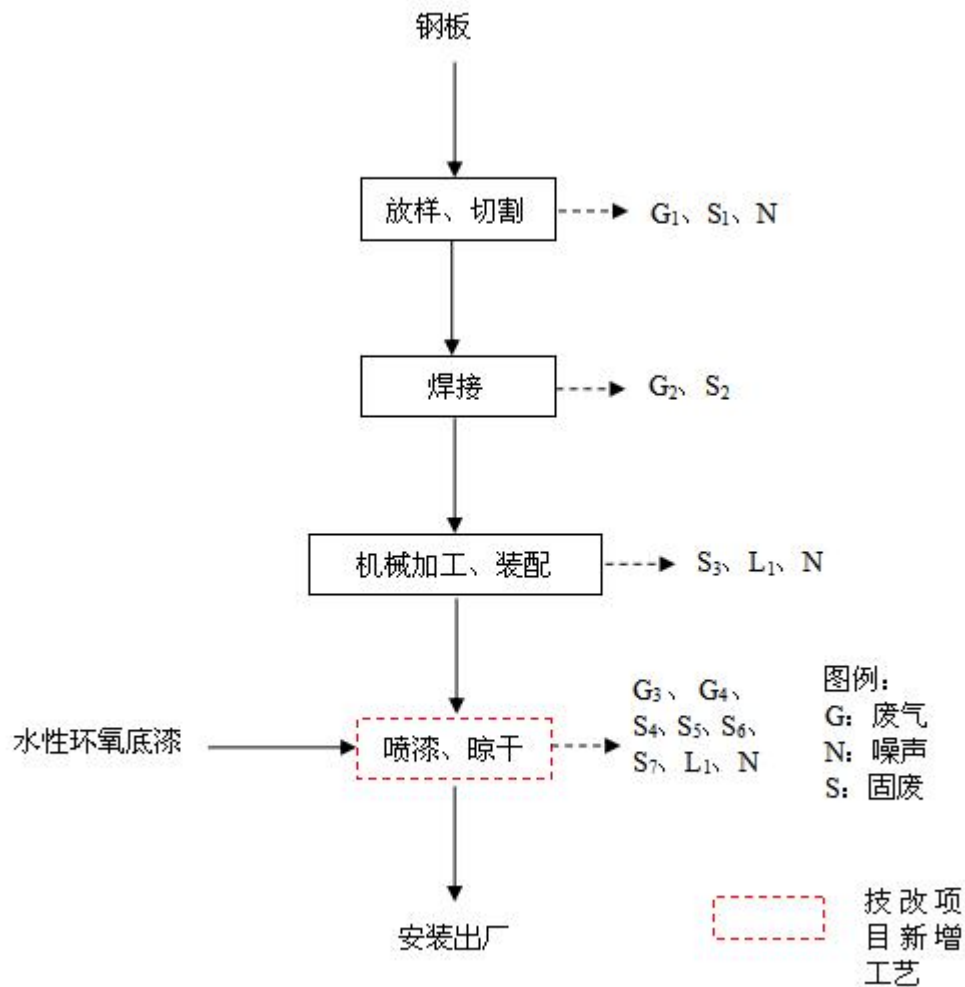 钢板
放样、切割
G₁、S₁、N
焊接
G₂、S₂
机械加工、装配
S₃、L₁、N
水性环氧底漆
喷漆、晾干
G₃、G₄、
S₄、S₅、S₆、
S₇、L₁、N
图例：
G：废气
N：噪声
S：固废
安装出厂
技改项
目新增
工艺